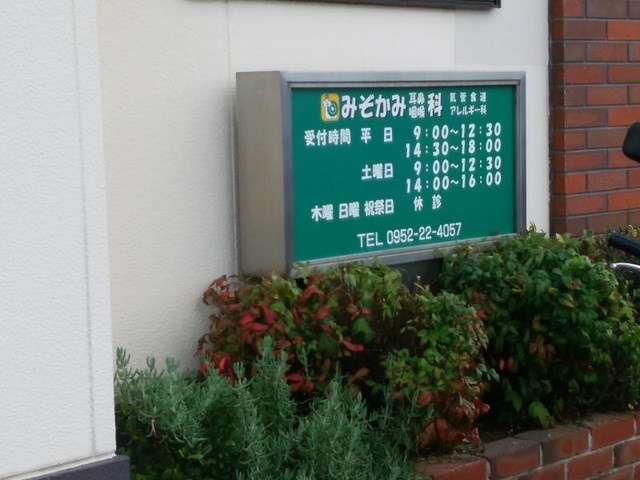 みぞかみ 耳鼻咽喉科 気管食道 アレルギー科
受付時間 平日 9:00～12:30
14:30～18:00
土曜日 9:00～12:30
14:00～16:00
木曜 日曜 祝祭日 休診
TEL 0952-22-4057